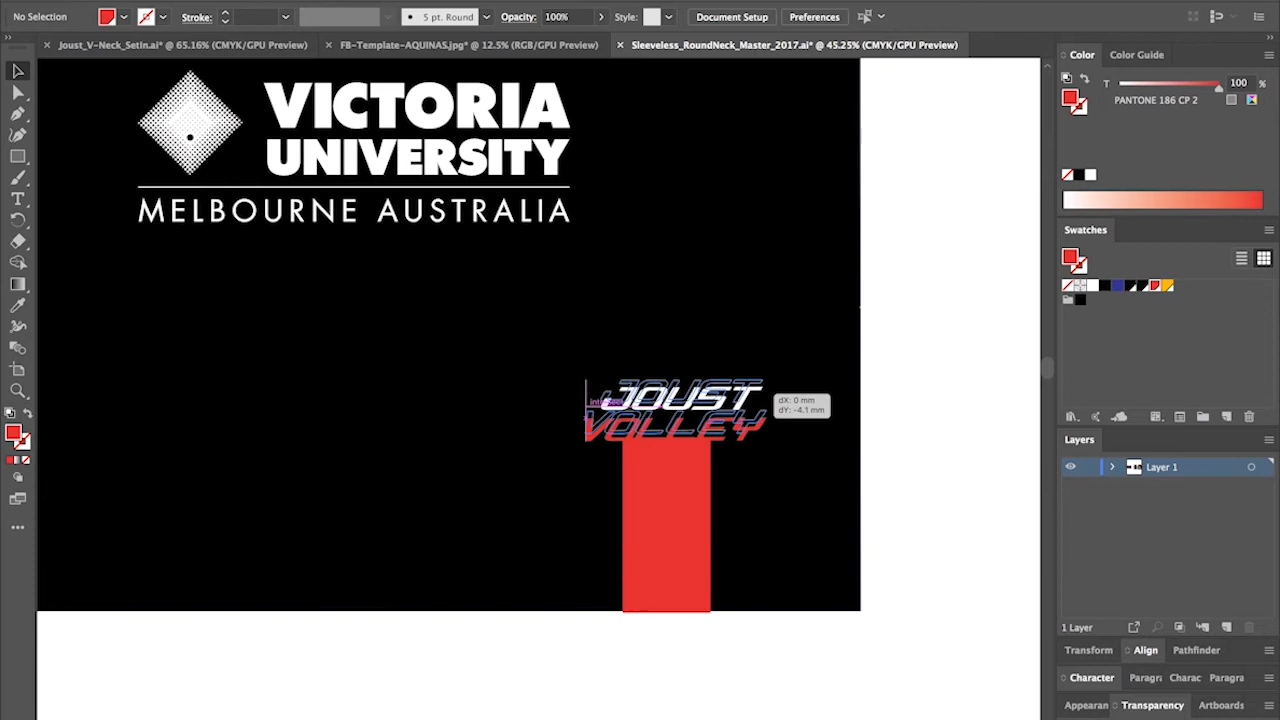 No Selection Stroke: 5 pt. Round Opacity: 100% Style: Document Setup Preferences
Joust_V-Neck_SetIn.ai* @ 65.16% (CMYK/GPU Preview) FB-Template-AQUINAS.jpg* @ 12.5% (RGB/GPU Preview) Sleeveless_RoundNeck_Master_2017.ai* @ 45.25% (CMYK/GPU Preview)
Color Color Guide
T 100 %
PANTONE 186 CP 2
VICTORIA
UNIVERSITY
MELBOURNE AUSTRALIA
Swatches
JOUST
VOLLEY
dX: 0 mm
dY: -4.1 mm
Layers
Layer 1
1 Layer
Transform Align Pathfinder
Character Paragra Charac Paragra
Appearan Transparency Artboards